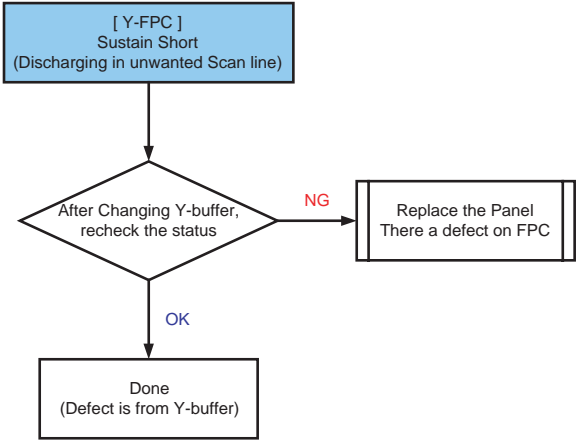 [ Y-FPC ]
Sustain Short
(Discharging in unwanted Scan line)
After Changing Y-buffer,
recheck the status
NG
Replace the Panel
There a defect on FPC
OK
Done
(Defect is from Y-buffer)